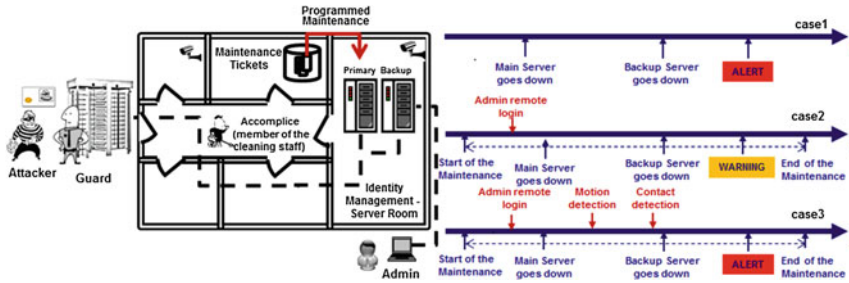 Programmed
Maintenance
Maintenance
Tickets
Primary
Backup
Accomplice
(member of the
cleaning staff)
Attacker
Guard
Identity
Management -
Server Room
Admin
case1
Main Server
goes down
Backup Server
goes down
ALERT
Admin remote
login
case2
Start of the
Maintenance
Main Server
goes down
Backup Server
goes down
WARNING
End of the
Maintenance
Admin remote
login
Motion
detection
Contact
detection
case3
Start of the
Maintenance
Main Server
goes down
Backup Server
goes down
ALERT
End of the
Maintenance